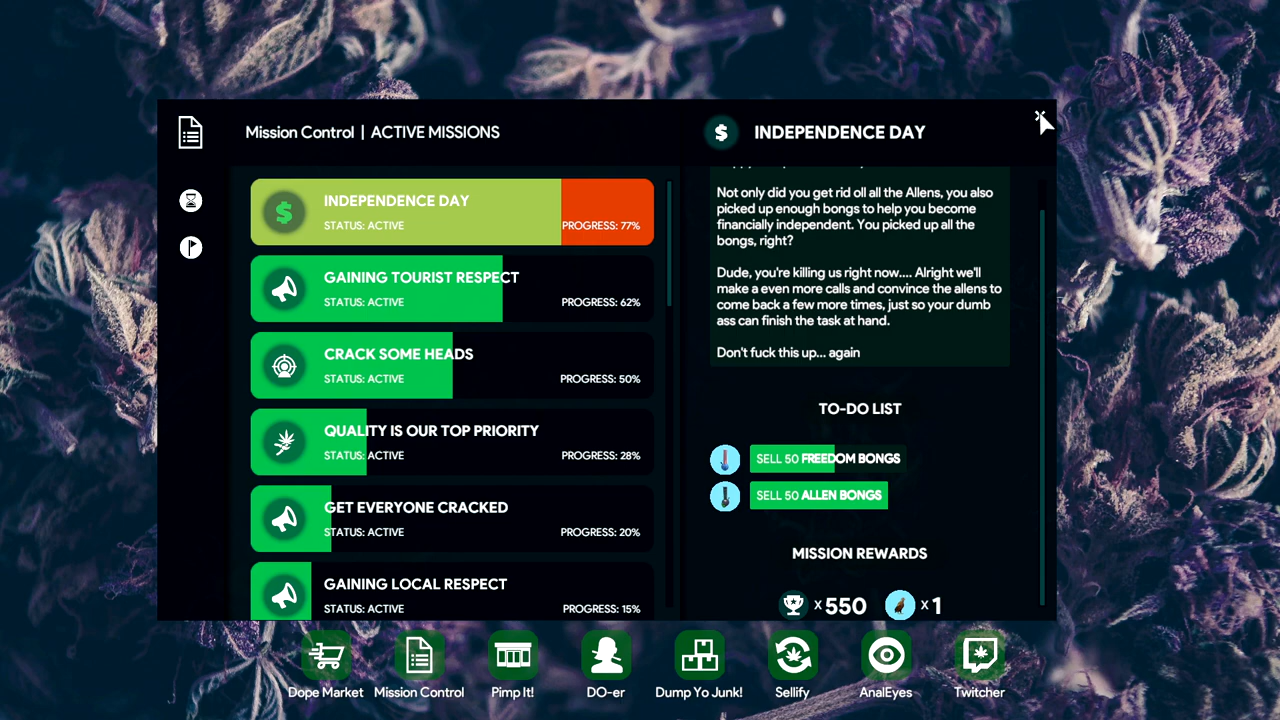 Mission Control | ACTIVE MISSIONS
INDEPENDENCE DAY
STATUS: ACTIVE
PROGRESS: 77%
GAINING TOURIST RESPECT
STATUS: ACTIVE
PROGRESS: 62%
CRACK SOME HEADS
STATUS: ACTIVE
PROGRESS: 50%
QUALITY IS OUR TOP PRIORITY
STATUS: ACTIVE
PROGRESS: 28%
GET EVERYONE CRACKED
STATUS: ACTIVE
PROGRESS: 20%
GAINING LOCAL RESPECT
STATUS: ACTIVE
PROGRESS: 15%
INDEPENDENCE DAY
Not only did you get rid oll all the Allens, you also
picked up enough bongs to help you become
financially independent. You picked up all the
bongs, right?
Dude, you're killing us right now.... Alright we'll
make a even more calls and convince the allens to
come back a few more times, just so your dumb
ass can finish the task at hand.
Don't fuck this up... again
TO-DO LIST
SELL 50 FREEDOM BONGS
SELL 50 ALLEN BONGS
MISSION REWARDS
x 550
x 1
Dope Market
Mission Control
Pimp It!
DO-er
Dump Yo Junk!
Sellify
AnalEyes
Twitcher